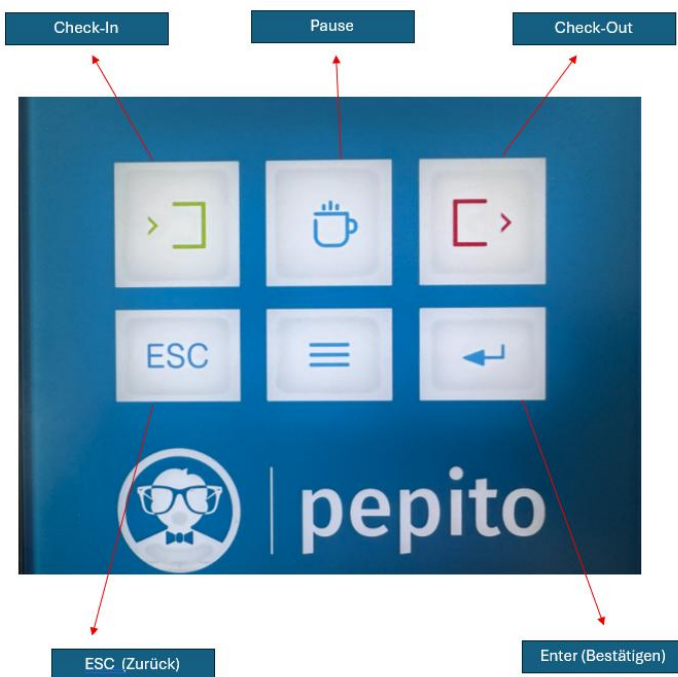 Check-In
Pause
Check-Out
ESC
pepito
ESC (Zurück)
Enter (Bestätigen)